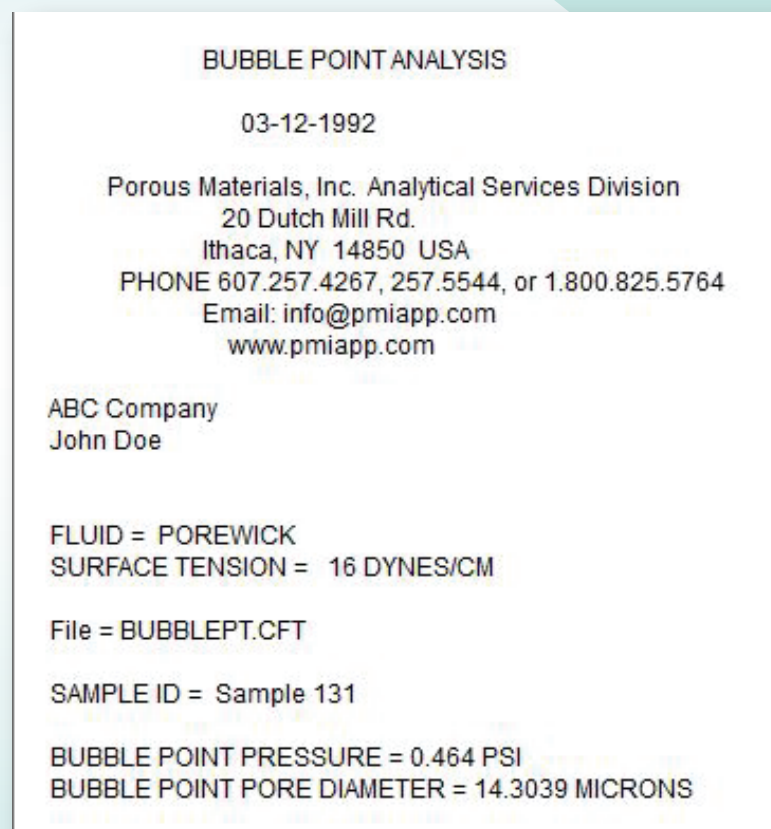 BUBBLE POINT ANALYSIS
03-12-1992
Porous Materials, Inc. Analytical Services Division
20 Dutch Mill Rd.
Ithaca, NY 14850 USA
PHONE 607.257.4267, 257.5544, or 1.800.825.5764
Email: info@pmiapp.com
www.pmiapp.com
ABC Company
John Doe
FLUID = POREWICK
SURFACE TENSION = 16 DYNES/CM
File = BUBBLEPT.CFT
SAMPLE ID = Sample 131
BUBBLE POINT PRESSURE = 0.464 PSI
BUBBLE POINT PORE DIAMETER = 14.3039 MICRONS